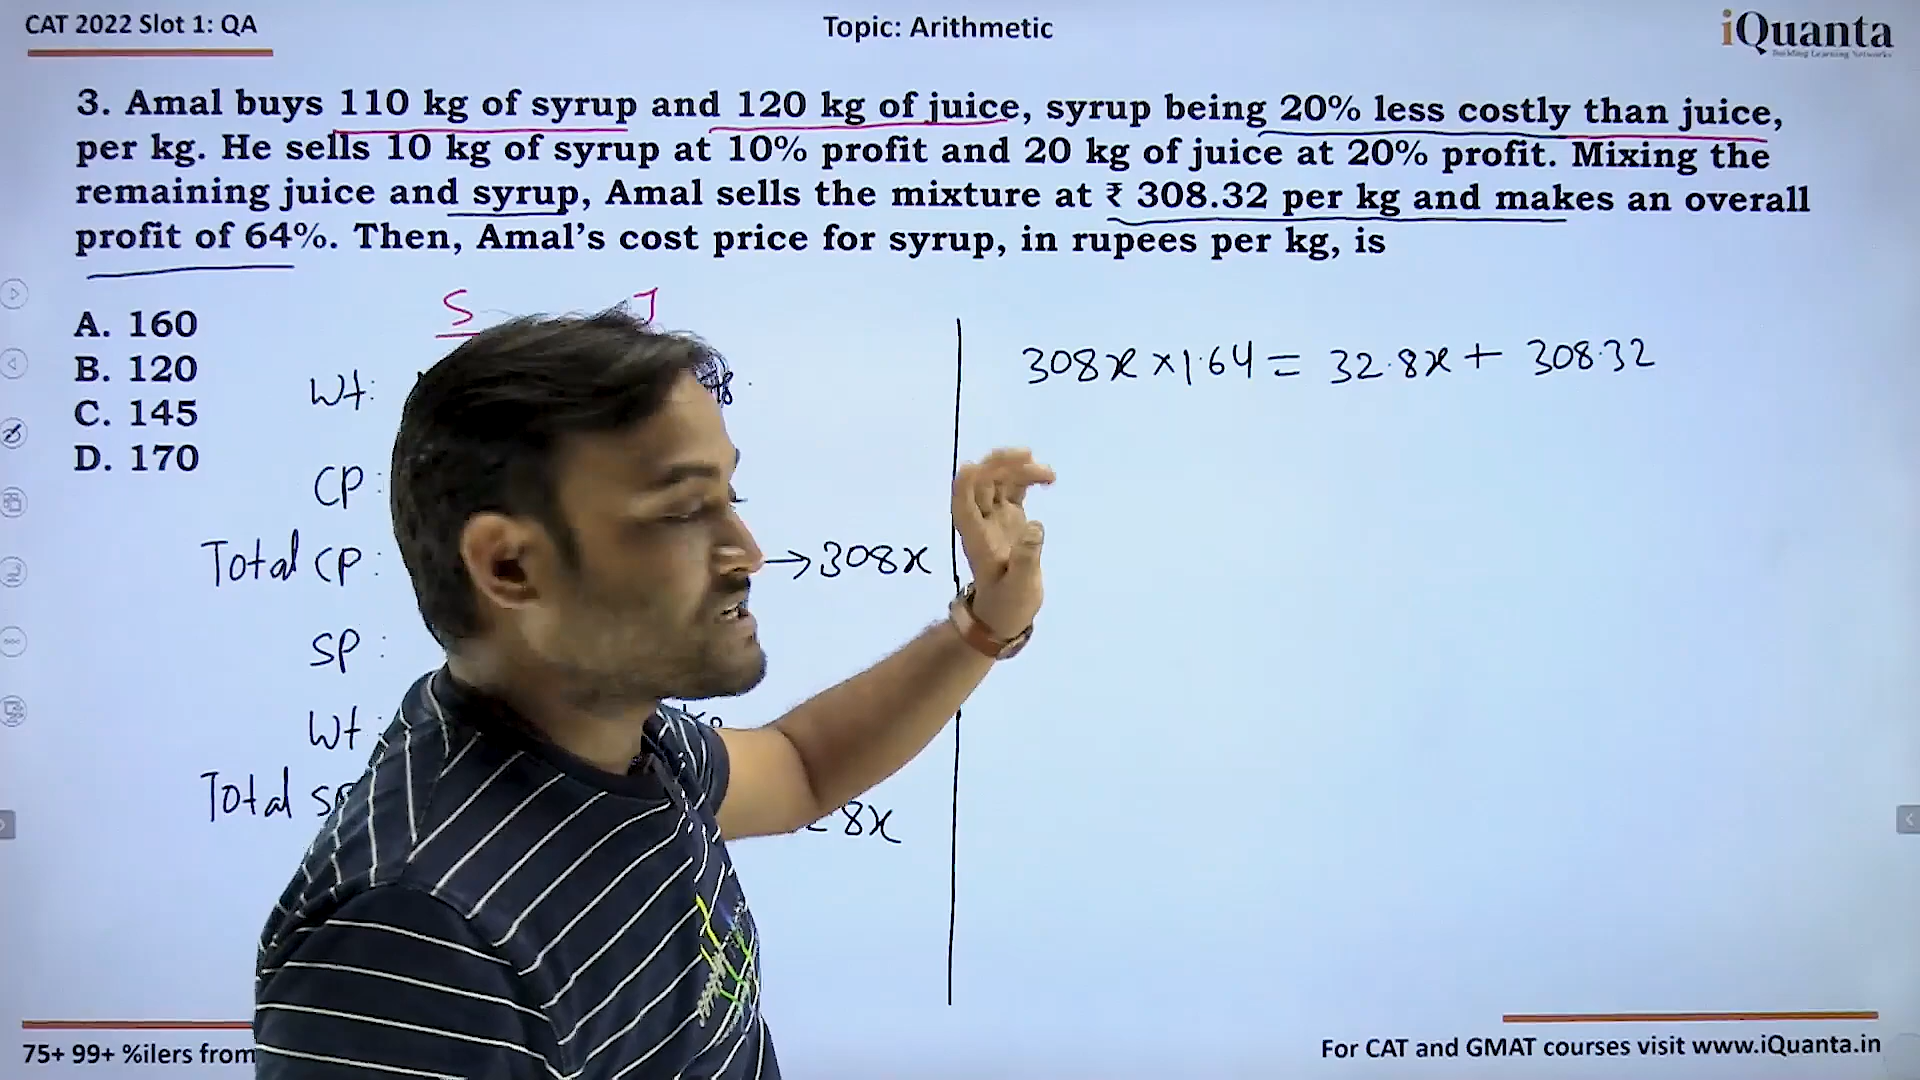 CAT 2022 Slot 1: QA
Topic: Arithmetic
iQuanta
Building Learning Networks
3. Amal buys 110 kg of syrup and 120 kg of juice, syrup being 20% less costly than juice,
per kg. He sells 10 kg of syrup at 10% profit and 20 kg of juice at 20% profit. Mixing the
remaining juice and syrup, Amal sells the mixture at ₹ 308.32 per kg and makes an overall
profit of 64%. Then, Amal’s cost price for syrup, in rupees per kg, is
A. 160
B. 120
C. 145
D. 170
S J
Wt:
CP:
Total CP: →308x
SP:
Wt:
Total 8x
308x×1.64 = 32.8x + 308.32
75+ 99+ %ilers from
For CAT and GMAT courses visit www.iQuanta.in